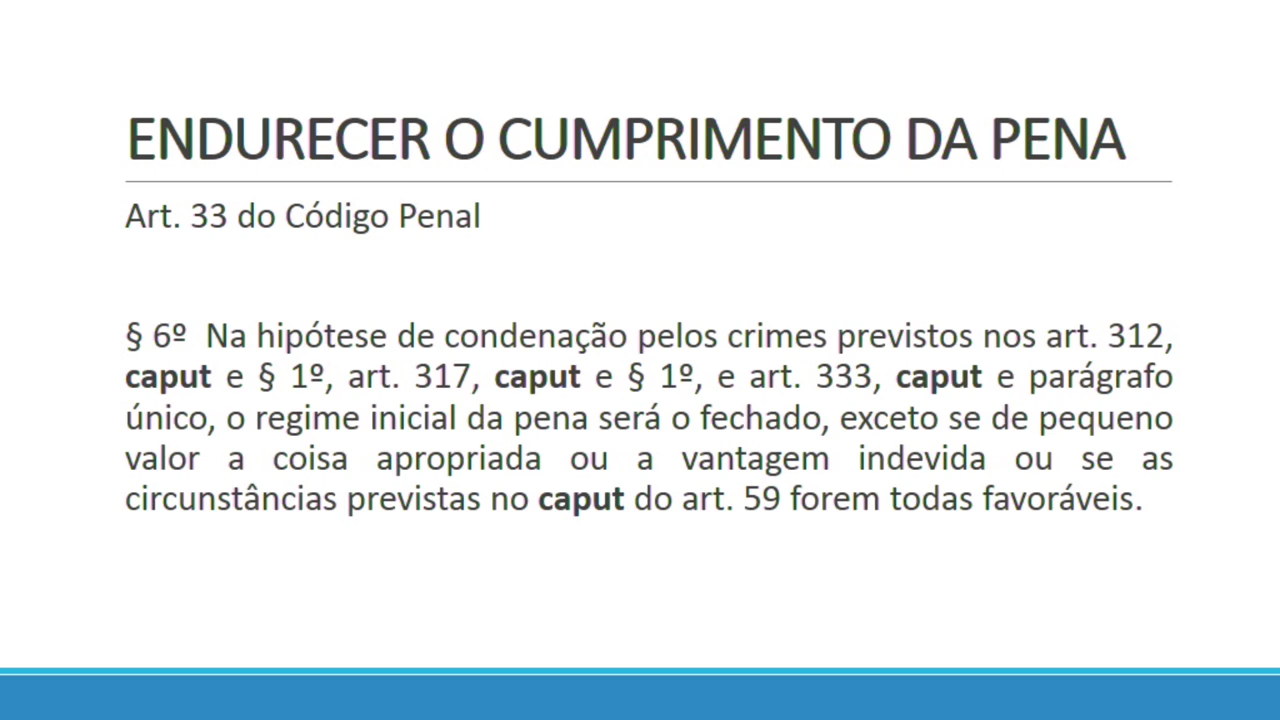 ENDURECER O CUMPRIMENTO DA PENA
Art. 33 do Código Penal
§ 6º Na hipótese de condenação pelos crimes previstos nos art. 312,
caput e § 1º, art. 317, caput e § 1º, e art. 333, caput e parágrafo
único, o regime inicial da pena será o fechado, exceto se de pequeno
valor a coisa apropriada ou a vantagem indevida ou se as
circunstâncias previstas no caput do art. 59 forem todas favoráveis.